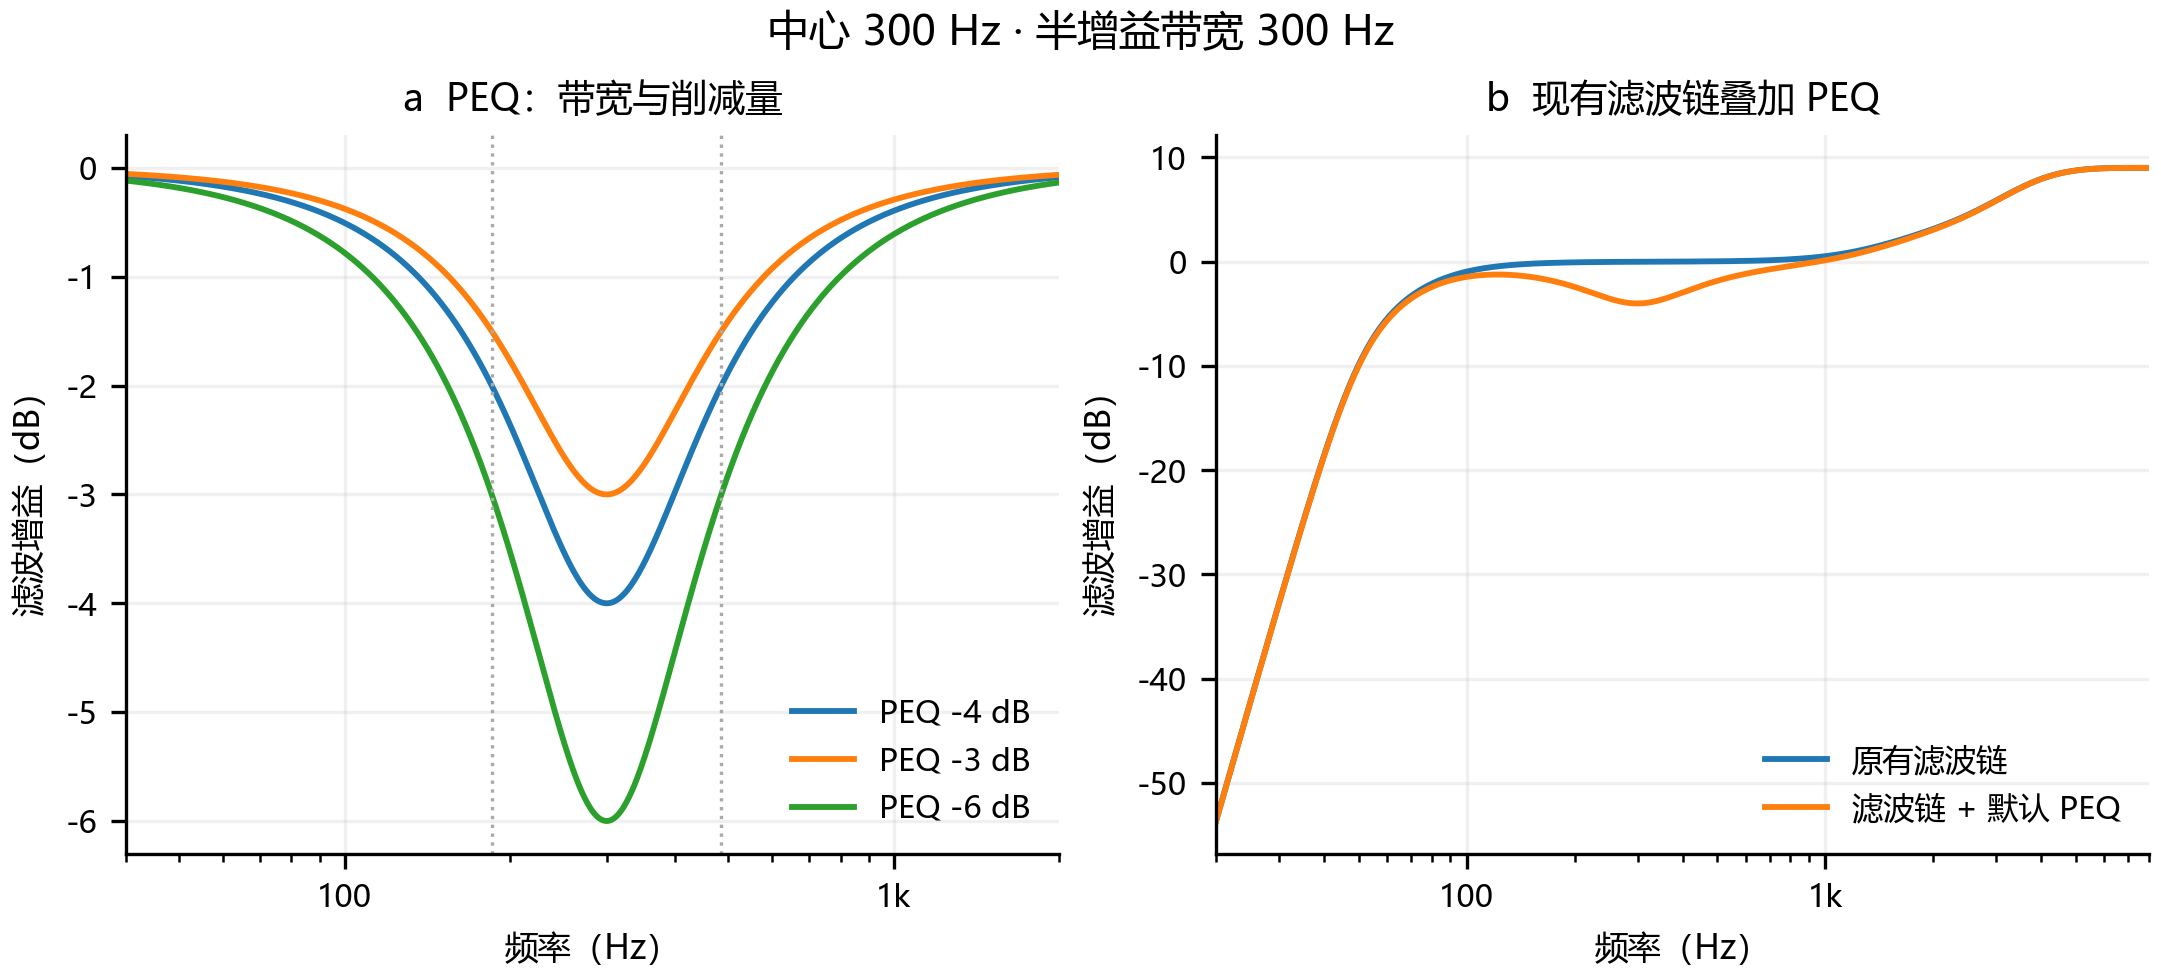 中心 300 Hz · 半增益带宽 300 Hz
a PEQ：带宽与削减量
0
-1
-2
-3
-4
-5
-6
滤波增益（dB）
PEQ -4 dB
PEQ -3 dB
PEQ -6 dB
100
1k
频率（Hz）
b 现有滤波链叠加 PEQ
10
0
-10
-20
-30
-40
-50
滤波增益（dB）
原有滤波链
滤波链 + 默认 PEQ
100
1k
频率（Hz）